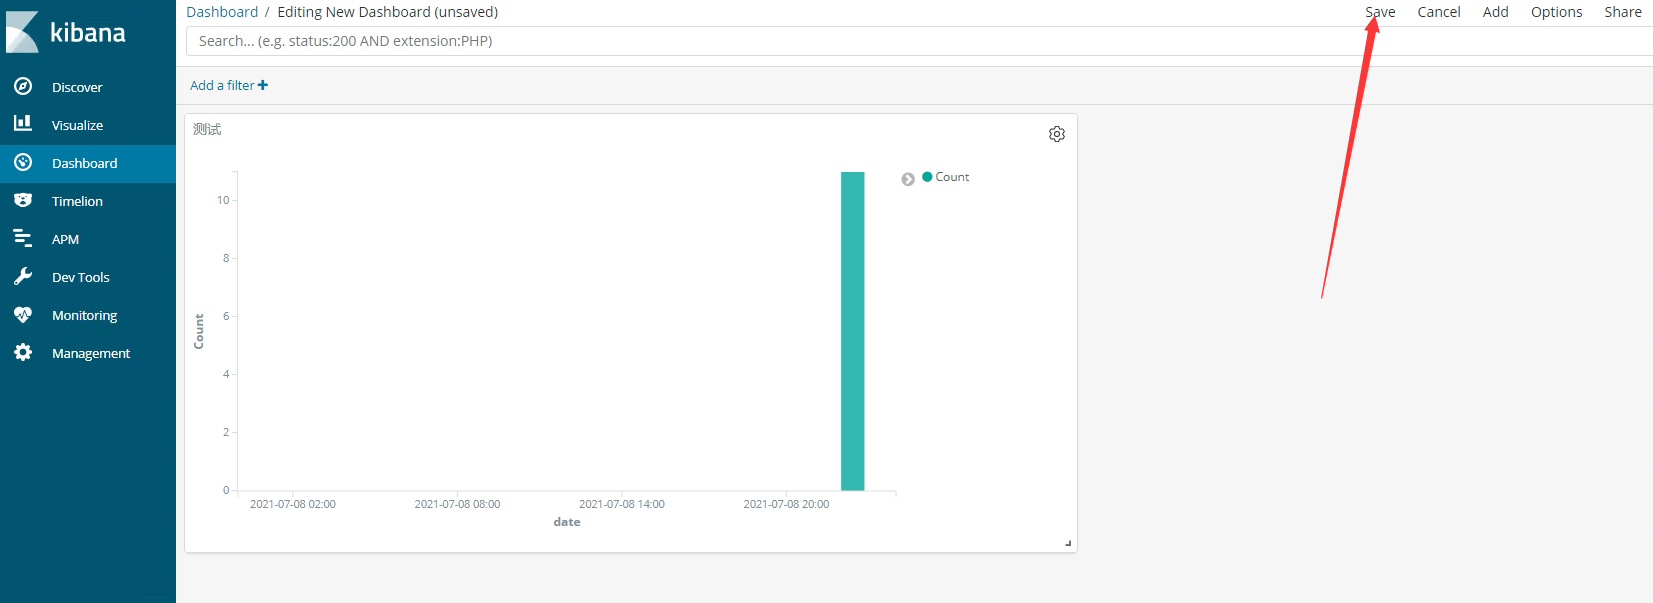 kibana
Discover
Visualize
Dashboard
Timelion
APM
Dev Tools
Monitoring
Management
Dashboard / Editing New Dashboard (unsaved)
Save Cancel Add Options Share
Search... (e.g. status:200 AND extension:PHP)
Add a filter +
测试
Count
10
8
6
4
2
0
Count
2021-07-08 02:00 2021-07-08 08:00 2021-07-08 14:00 2021-07-08 20:00
date